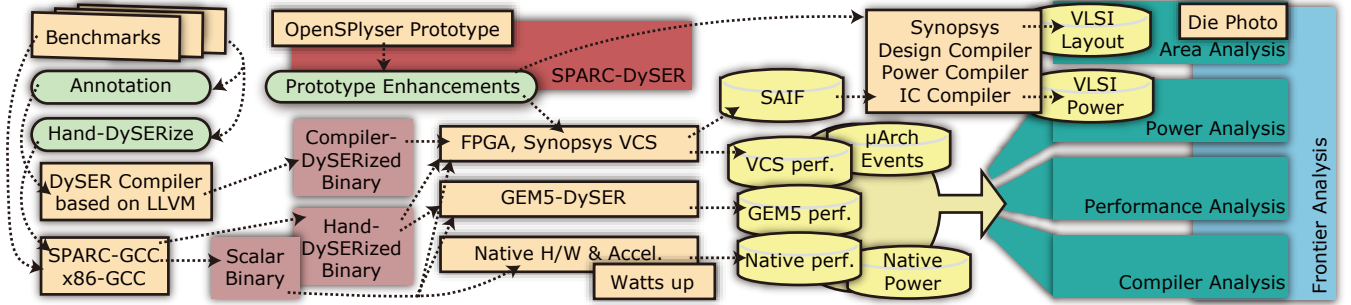 Benchmarks
Annotation
Hand-DySERize
DySER Compiler
based on LLVM
SPARC-GCC
x86-GCC
OpenSPlyser Prototype
SPARC-DySER
Prototype Enhancements
Compiler-
DySERized
Binary
Hand-
DySERized
Binary
Scalar
Binary
FPGA, Synopsys VCS
GEM5-DySER
Native H/W & Accel.
Watts up
SAIF
µArch
Events
VCS perf.
GEM5 perf.
Native perf.
Native
Power
Synopsys
Design Compiler
Power Compiler
IC Compiler
VLSI
Layout
VLSI
Power
Die Photo
Area Analysis
Power Analysis
Performance Analysis
Compiler Analysis
Frontier Analysis